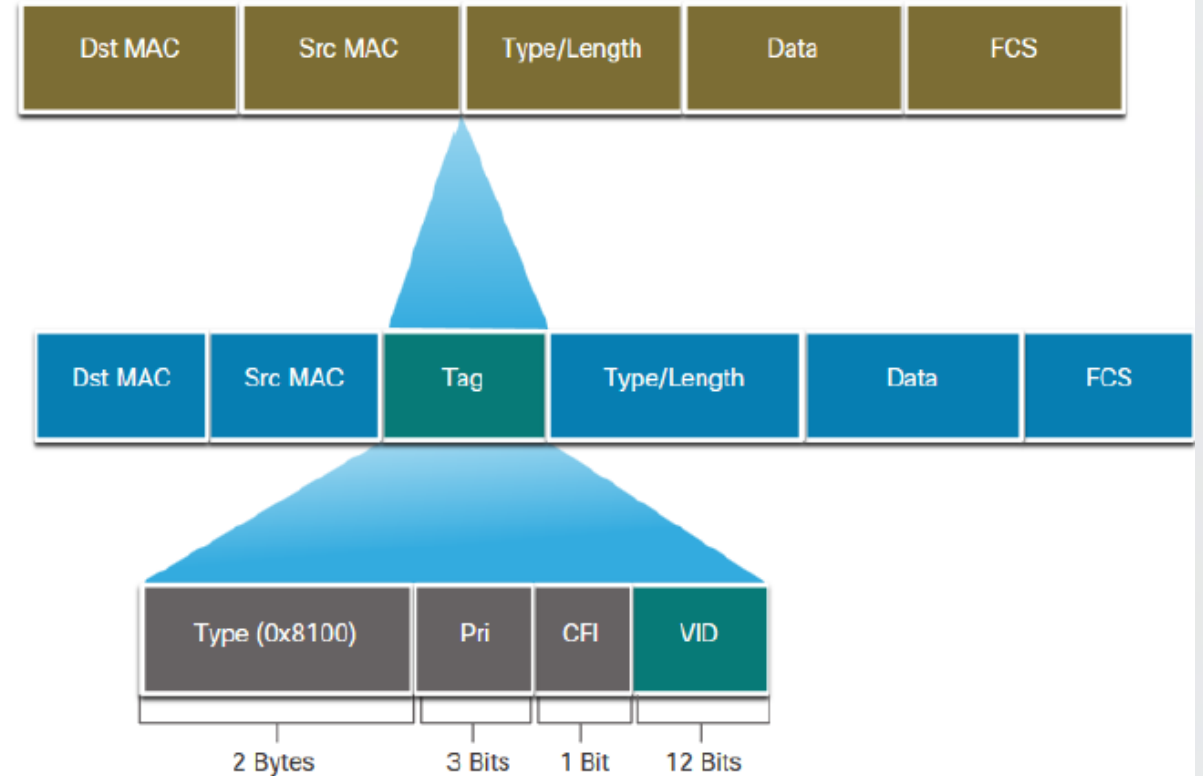 Dst MAC Src MAC Type/Length Data FCS
Dst MAC Src MAC Tag Type/Length Data FCS
Type (0x8100) Pri CFI VID
2 Bytes 3 Bits 1 Bit 12 Bits